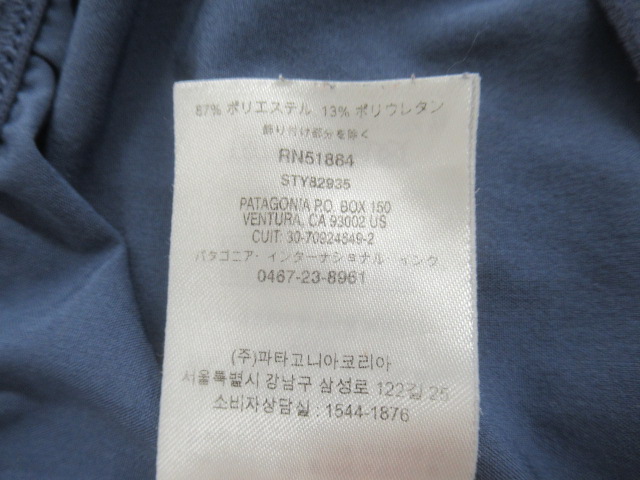 87% ポリエステル 13% ポリウレタン
飾り付け部分を除く
RN51884
STY82935
PATAGONIA P.O. BOX 150
VENTURA, CA 93002 US
CUIT: 30-70924849-2
パタゴニア・インターナショナル・インク
0467-23-8961
(주)파타고니아코리아
서울특별시 강남구 삼성로 122길 25
소비자상담실 : 1544-1876